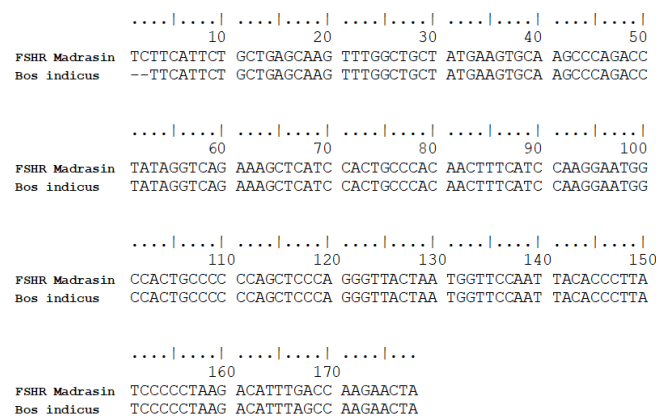 ....|....| ....|....| ....|....| ....|....| ....|....|
10 20 30 40 50
FSHR Madrasin TCTTCATTCT GCTGAGCAAG TTTGGCTGCT ATGAAGTGCA AGCCCAGACC
Bos indicus --TTCATTCT GCTGAGCAAG TTTGGCTGCT ATGAAGTGCA AGCCCAGACC
....|....| ....|....| ....|....| ....|....| ....|....|
60 70 80 90 100
FSHR Madrasin TATAGGTCAG AAAGCTCATC CACTGCCCAC AACTTTCATC CAAGGAATGG
Bos indicus TATAGGTCAG AAAGCTCATC CACTGCCCAC AACTTTCATC CAAGGAATGG
....|....| ....|....| ....|....| ....|....| ....|....|
110 120 130 140 150
FSHR Madrasin CCACTGCCCC CCAGCTCCCA GGGTTACTAA TGGTTCCAAT TACACCCTTA
Bos indicus CCACTGCCCC CCAGCTCCCA GGGTTACTAA TGGTTCCAAT TACACCCTTA
....|....| ....|....| ....|...
160 170
FSHR Madrasin TCCCCCTAAG ACATTTGACC AAGAACTA
Bos indicus TCCCCCTAAG ACATTTAGCC AAGAACTA